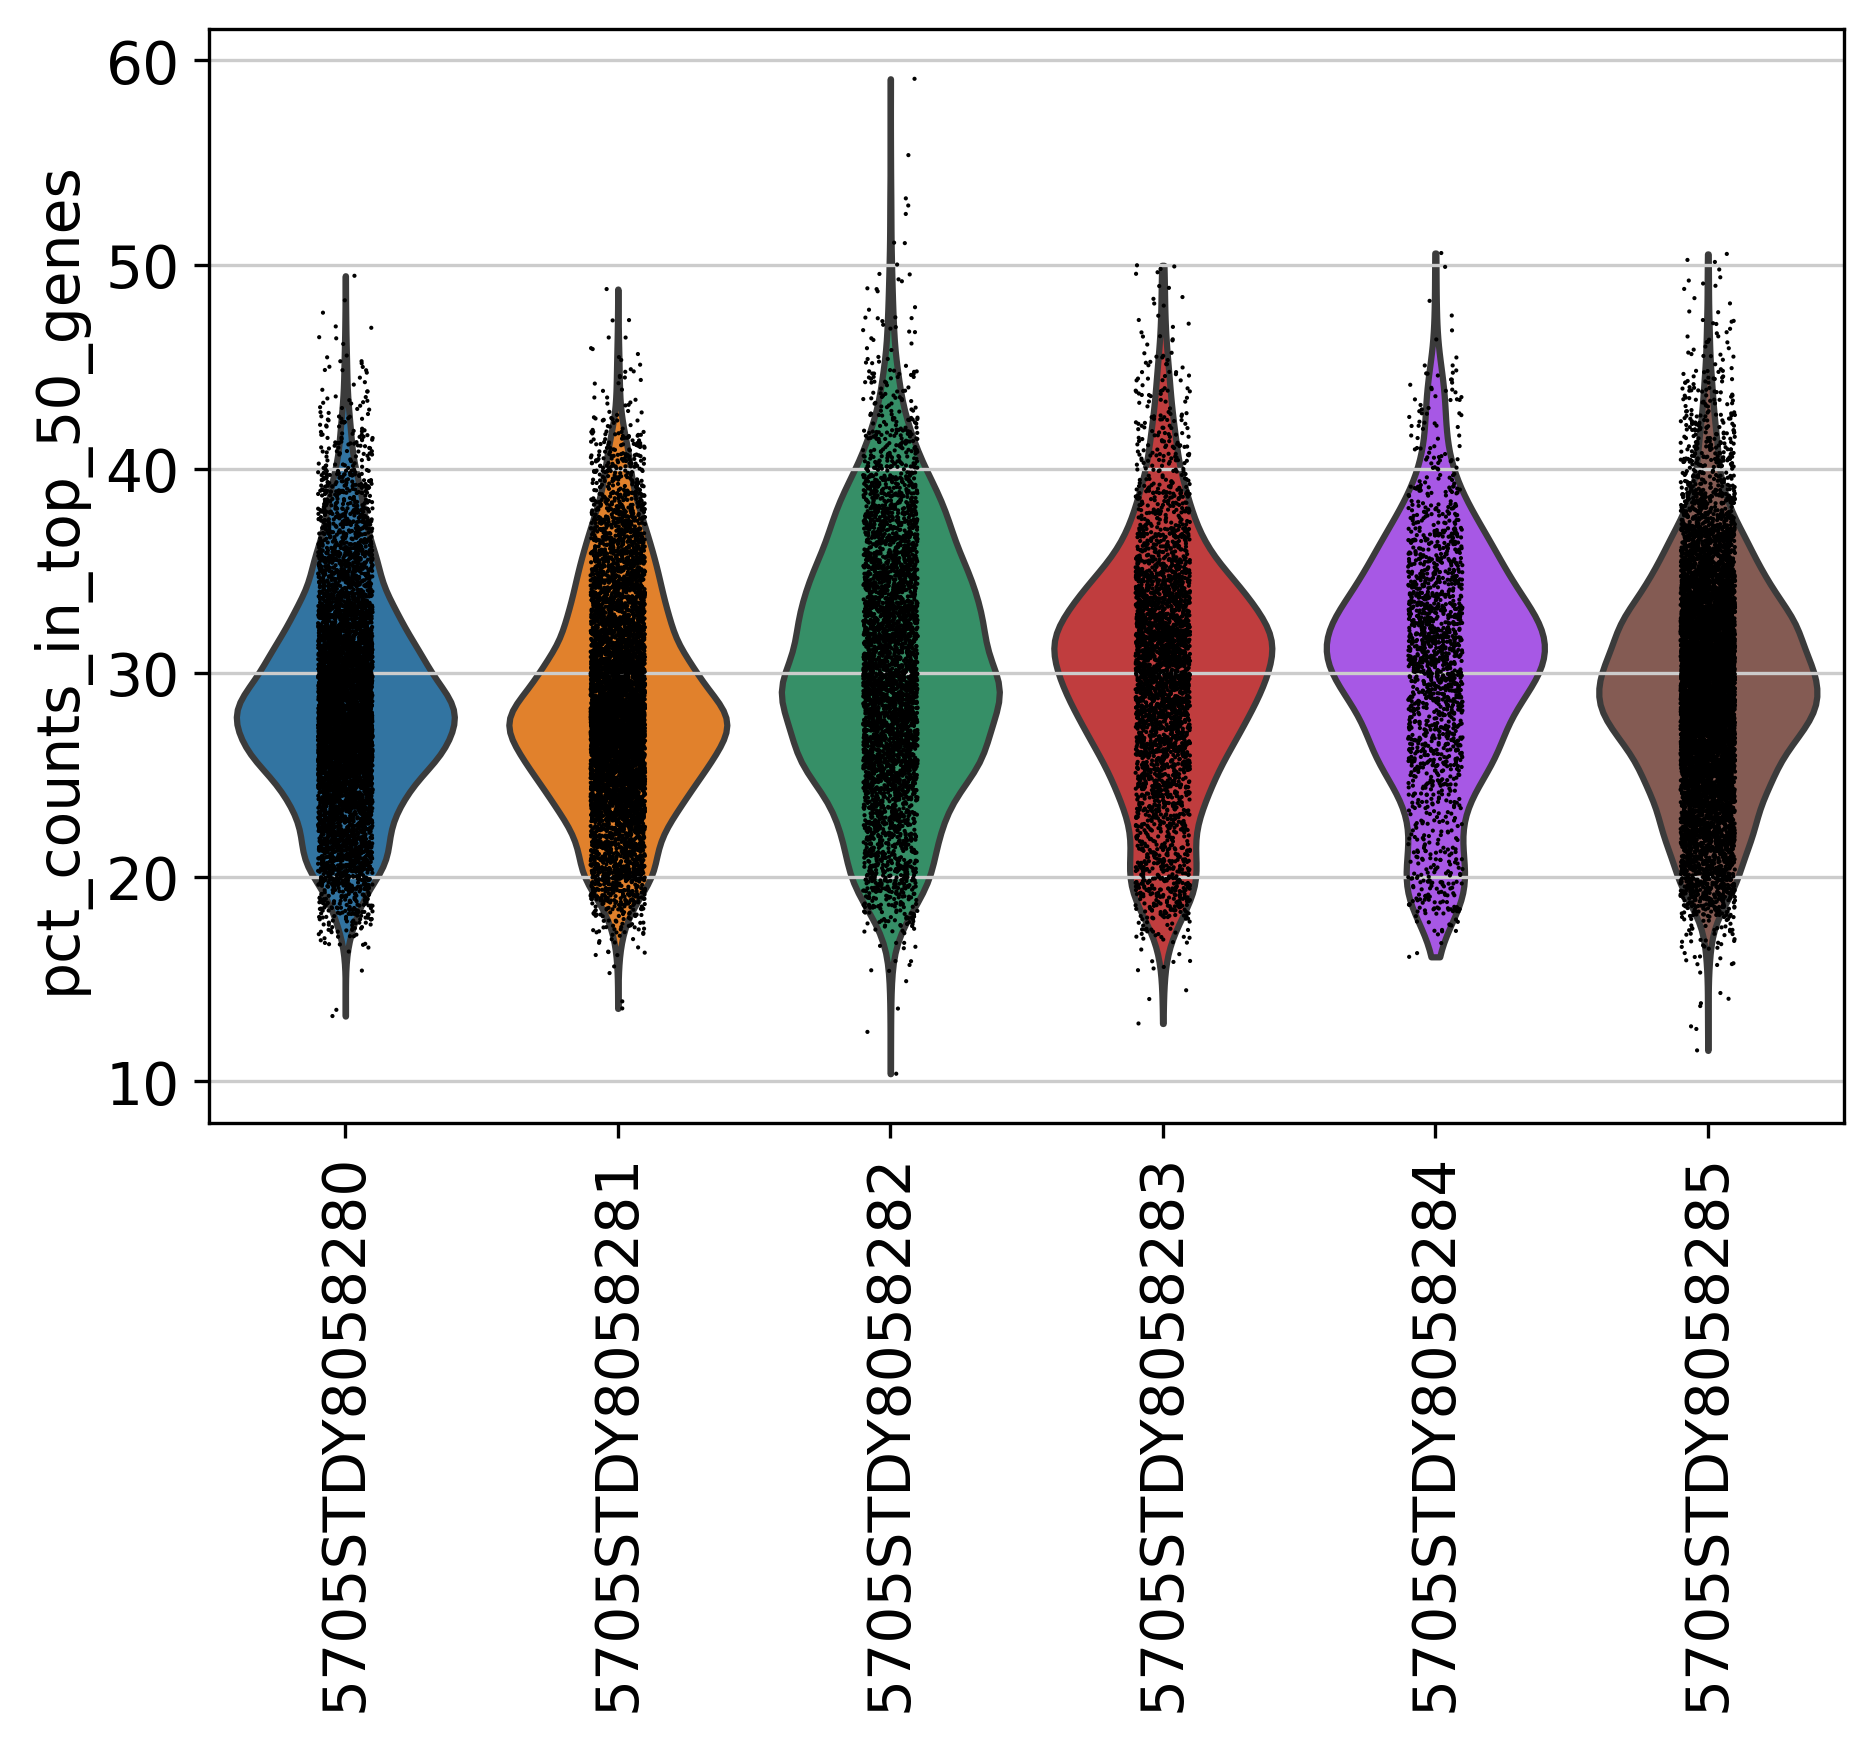 pct_counts_in_top_50_genes
60
50
40
30
20
10
5705STDY8058280
5705STDY8058281
5705STDY8058282
5705STDY8058283
5705STDY8058284
5705STDY8058285